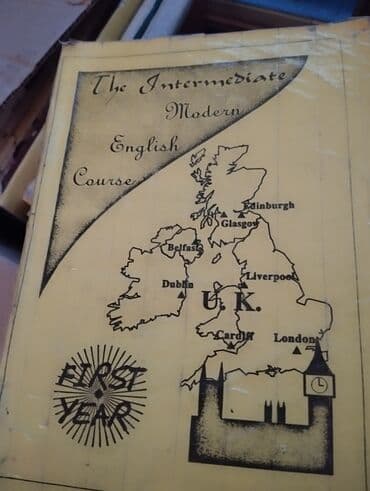 The Intermediate
Modern
English
Course
Edinburgh
Glasgow
Belfast
Dublin
Liverpool
U.K.
Cardiff
London
FIRST
YEAR